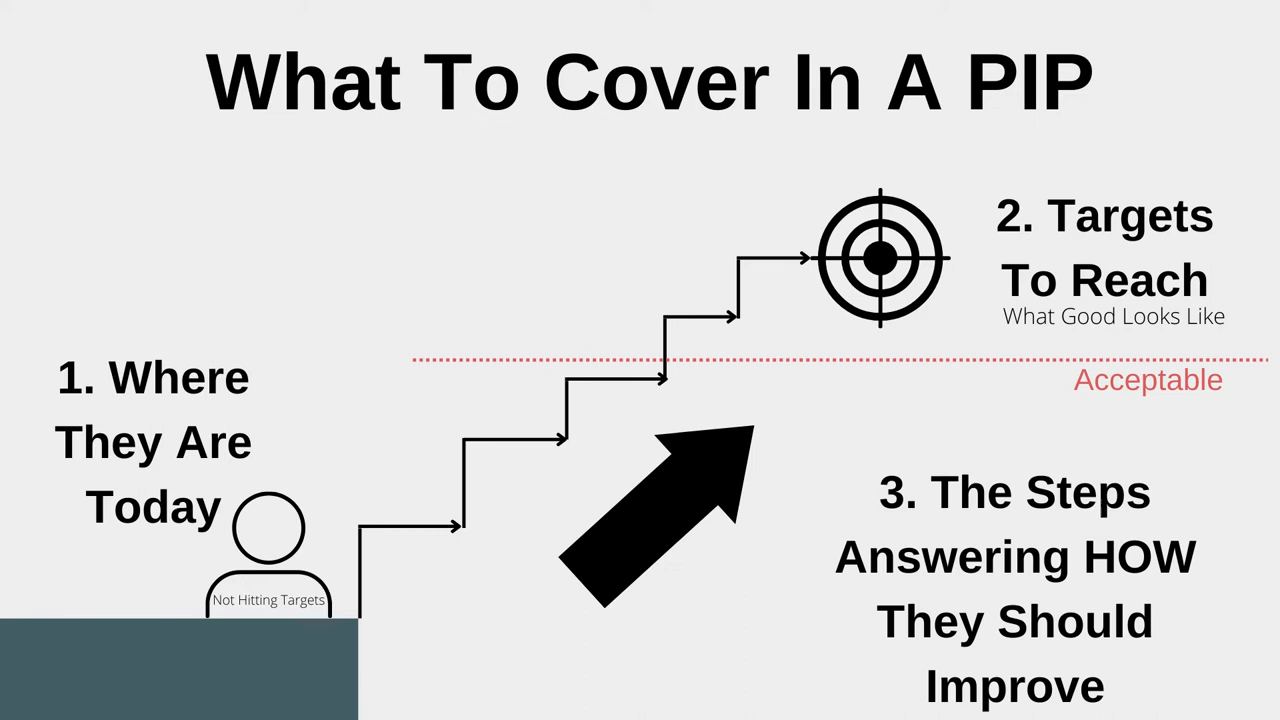 What To Cover In A PIP
1. Where
They Are
Today
Not Hitting Targets
2. Targets
To Reach
What Good Looks Like
Acceptable
3. The Steps
Answering HOW
They Should
Improve